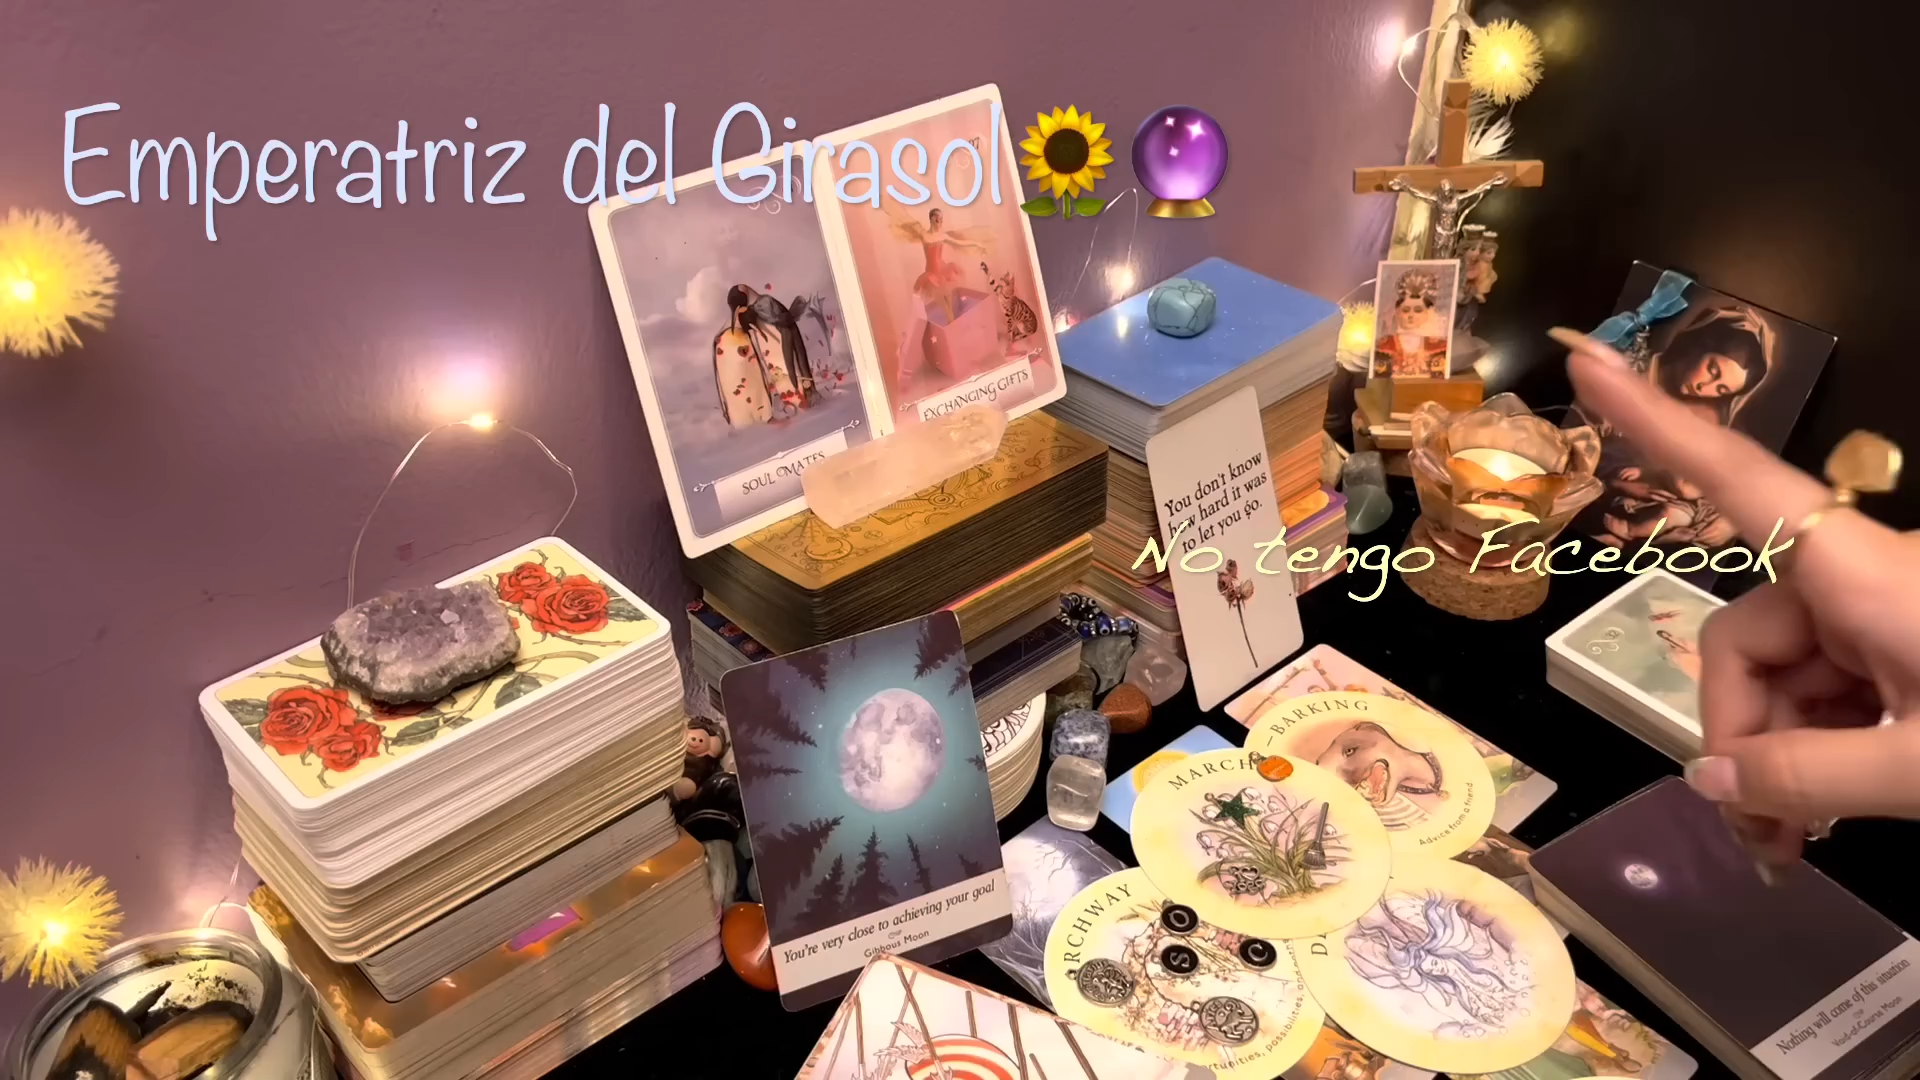 Emperatriz del Girasol🌻🔮
SOUL MATES
EXCHANGING GIFTS
You don't know
how hard it was
to let you go.
No tengo Facebook
BARKING
Advice from a friend
MARCH
RCHWAY
O
S
O
C
You're very close to achieving your goal
Gibbous Moon
Nothing will come of this situation
Void-of-Course Moon